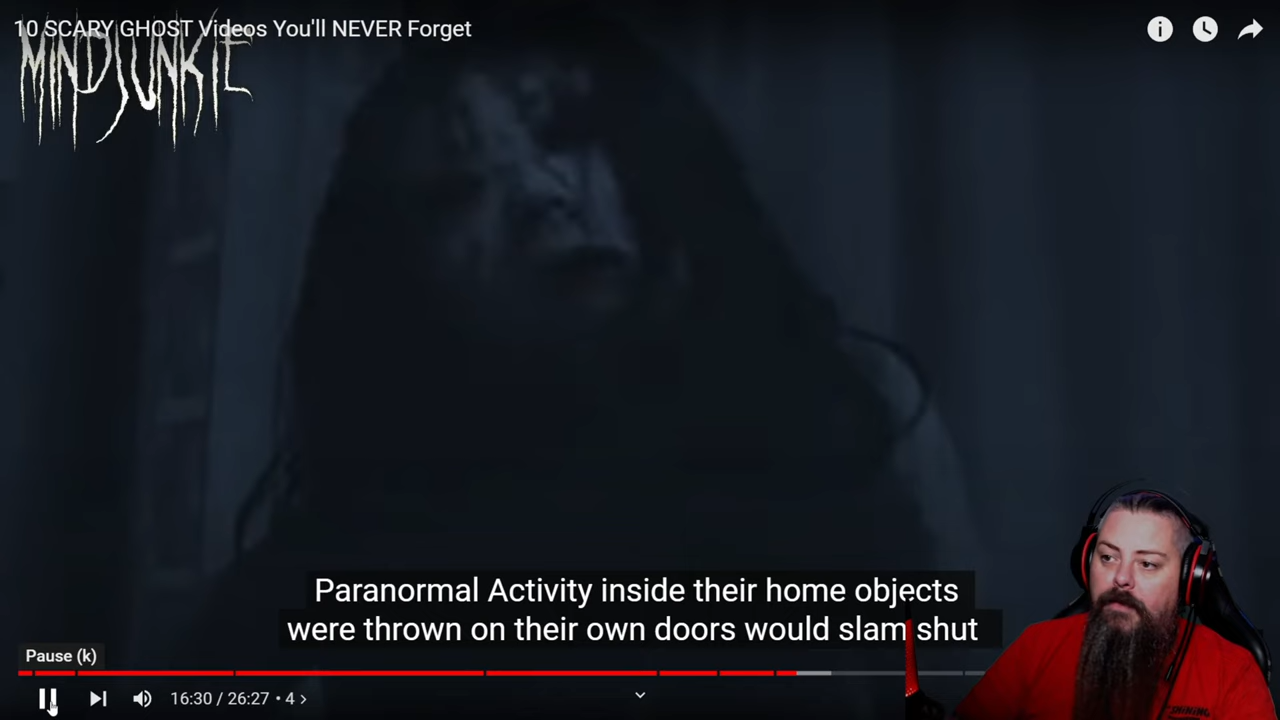 10 SCARY GHOST Videos You'll NEVER Forget
MINDJUNKIE
Paranormal Activity inside their home objects
were thrown on their own doors would slam shut
Pause (k)
16:30 / 26:27 • 4 >